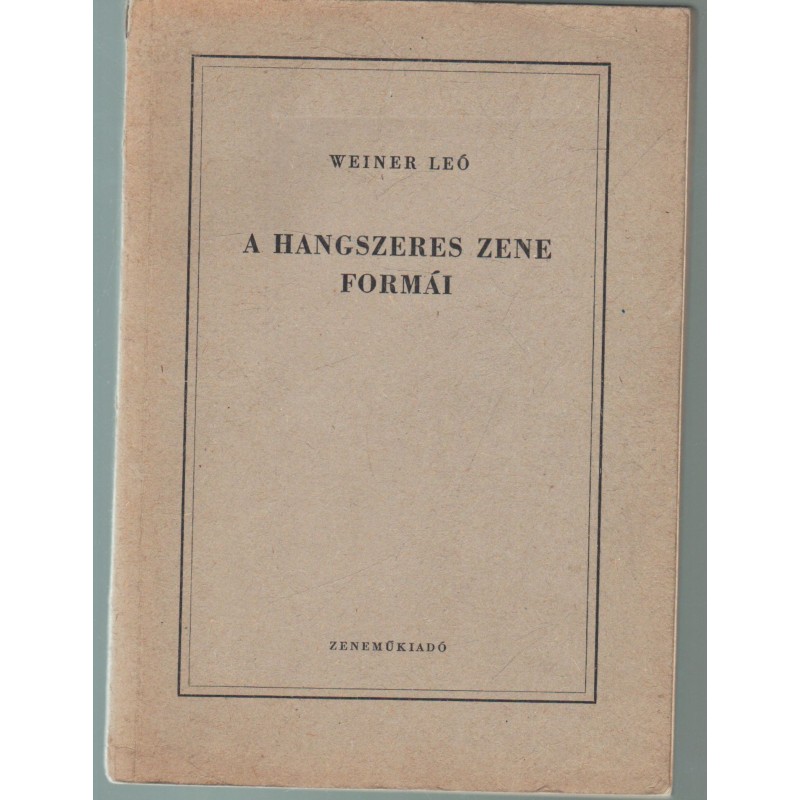 WEINER LEÓ
A HANGSZERES ZENE
FORMÁI
ZENEMŰKIADÓ